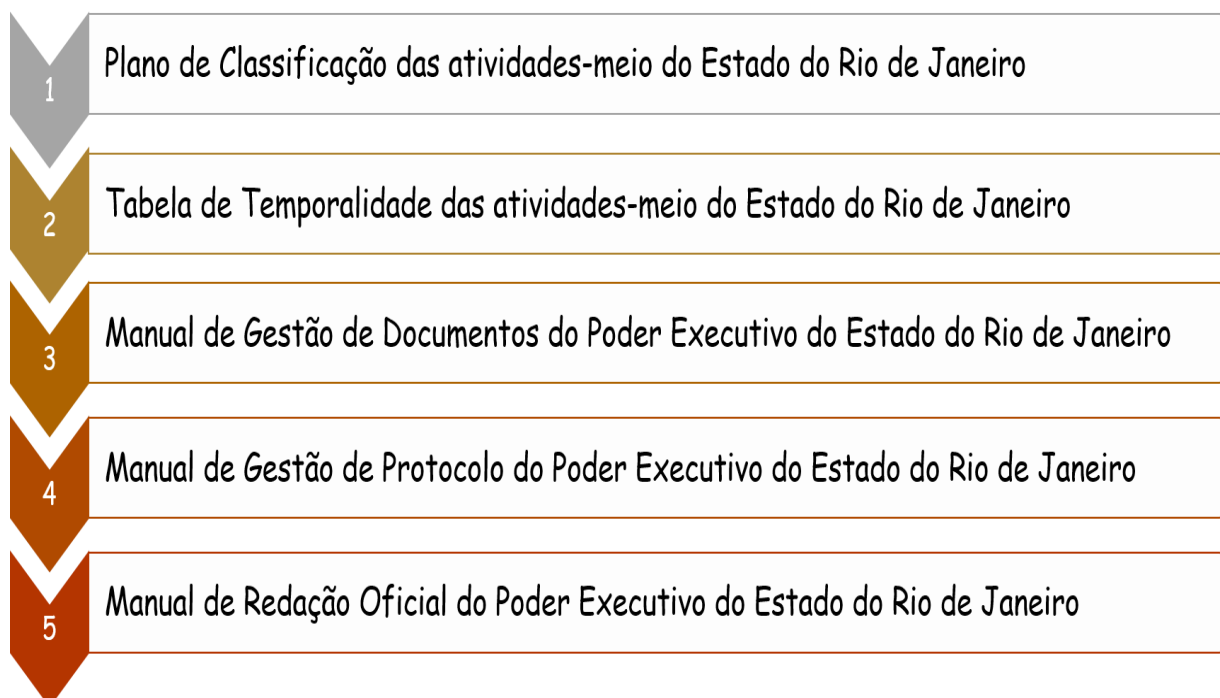 1
Plano de Classificação das atividades-meio do Estado do Rio de Janeiro
2
Tabela de Temporalidade das atividades-meio do Estado do Rio de Janeiro
3
Manual de Gestão de Documentos do Poder Executivo do Estado do Rio de Janeiro
4
Manual de Gestão de Protocolo do Poder Executivo do Estado do Rio de Janeiro
5
Manual de Redação Oficial do Poder Executivo do Estado do Rio de Janeiro